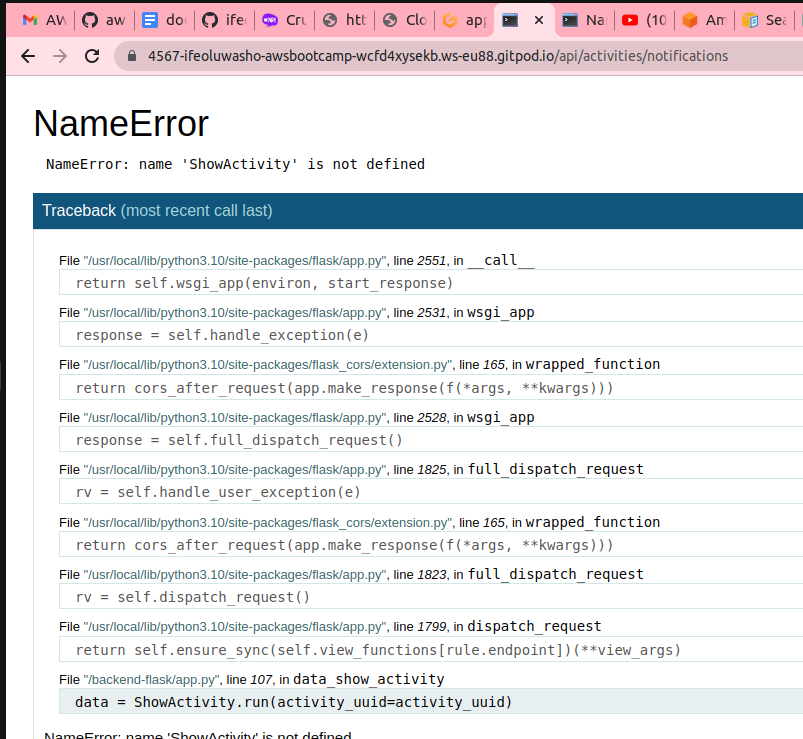 AW
aw
do
ife
Cru
htt
Clo
app
Na
(10
Am
Sea
4567-ifeoluwasho-awsbootcamp-wcfd4xysekb.ws-eu88.gitpod.io/api/activities/notifications
NameError
NameError: name 'ShowActivity' is not defined
Traceback (most recent call last)
File "/usr/local/lib/python3.10/site-packages/flask/app.py", line 2551, in __call__
return self.wsgi_app(environ, start_response)
File "/usr/local/lib/python3.10/site-packages/flask/app.py", line 2531, in wsgi_app
response = self.handle_exception(e)
File "/usr/local/lib/python3.10/site-packages/flask_cors/extension.py", line 165, in wrapped_function
return cors_after_request(app.make_response(f(*args, **kwargs)))
File "/usr/local/lib/python3.10/site-packages/flask/app.py", line 2528, in wsgi_app
response = self.full_dispatch_request()
File "/usr/local/lib/python3.10/site-packages/flask/app.py", line 1825, in full_dispatch_request
rv = self.handle_user_exception(e)
File "/usr/local/lib/python3.10/site-packages/flask_cors/extension.py", line 165, in wrapped_function
return cors_after_request(app.make_response(f(*args, **kwargs)))
File "/usr/local/lib/python3.10/site-packages/flask/app.py", line 1823, in full_dispatch_request
rv = self.dispatch_request()
File "/usr/local/lib/python3.10/site-packages/flask/app.py", line 1799, in dispatch_request
return self.ensure_sync(self.view_functions[rule.endpoint])(**view_args)
File "/backend-flask/app.py", line 107, in data_show_activity
data = ShowActivity.run(activity_uuid=activity_uuid)
NameError: name 'ShowActivity' is not defined